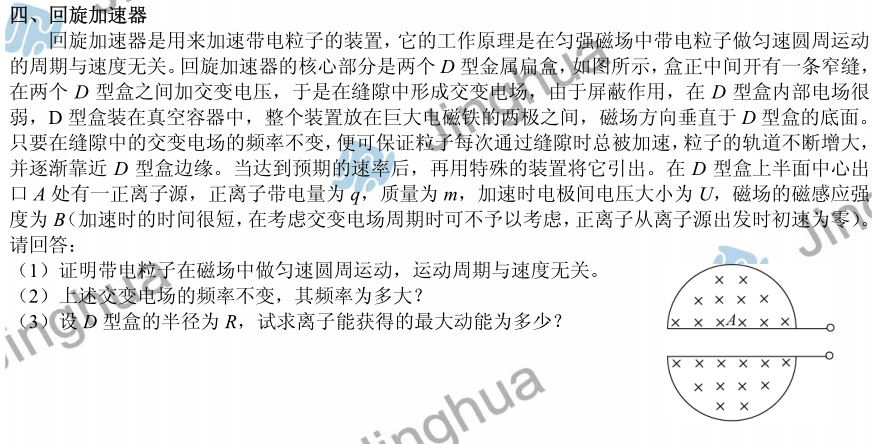 四、回旋加速器
回旋加速器是用来加速带电粒子的装置，它的工作原理是在匀强磁场中带电粒子做匀速圆周运动
的周期与速度无关。回旋加速器的核心部分是两个 D 型金属扁盒，如图所示，盒正中间开有一条窄缝，
在两个 D 型盒之间加交变电压，于是在缝隙中形成交变电场，由于屏蔽作用，在 D 型盒内部电场很
弱，D 型盒装在真空容器中，整个装置放在巨大电磁铁的两极之间，磁场方向垂直于 D 型盒的底面。
只要在缝隙中的交变电场的频率不变，便可保证粒子每次通过缝隙时总被加速，粒子的轨道不断增大，
并逐渐靠近 D 型盒边缘。当达到预期的速率后，再用特殊的装置将它引出。在 D 型盒上半面中心出
口 A 处有一正离子源，正离子带电量为 q，质量为 m，加速时电极间电压大小为 U，磁场的磁感应强
度为 B（加速时的时间很短，在考虑交变电场周期时可不予以考虑，正离子从离子源出发时初速为零）。
请回答：
（1）证明带电粒子在磁场中做匀速圆周运动，运动周期与速度无关。
（2）上述交变电场的频率不变，其频率为多大？
（3）设 D 型盒的半径为 R，试求离子能获得的最大动能为多少？
× ×
× × × ×
× × ×A× × × ×
× × × × × ×
× × × ×
× ×
Jinghua
Jinghua
Jinghua
Jinghua